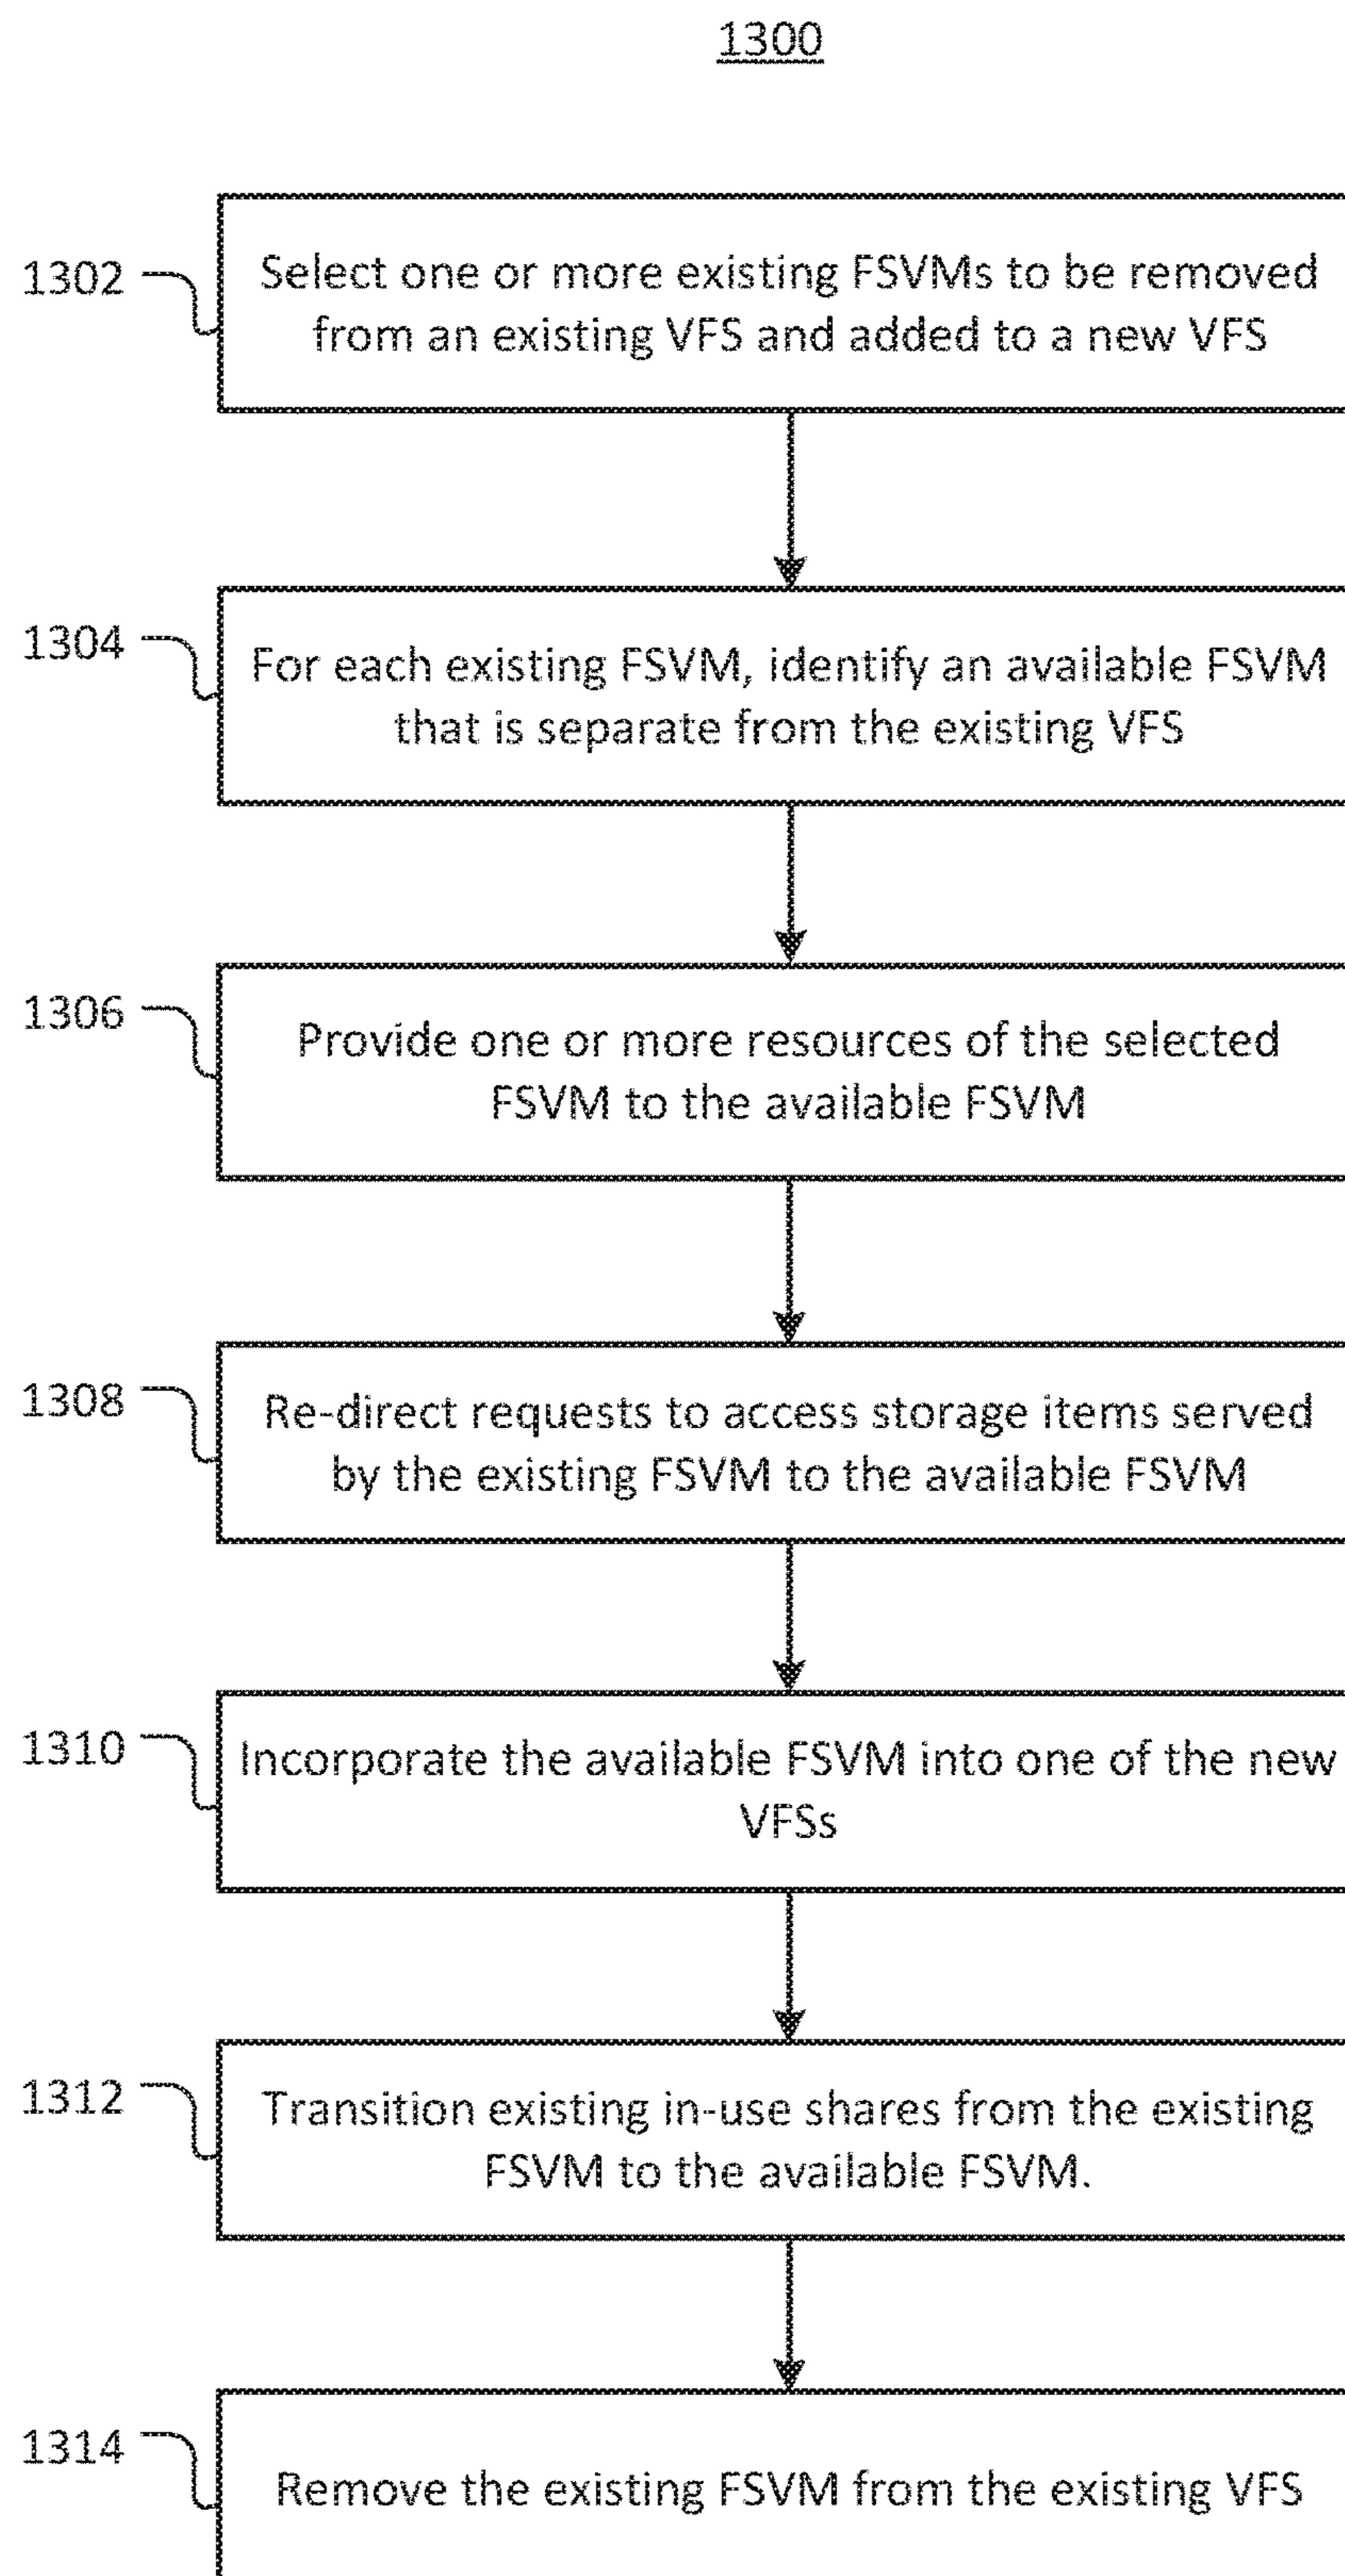 1300
1302
Select one or more existing FSVMs to be removed
from an existing VFS and added to a new VFS
1304
For each existing FSVM, identify an available FSVM
that is separate from the existing VFS
1306
Provide one or more resources of the selected
FSVM to the available FSVM
1308
Re-direct requests to access storage items served
by the existing FSVM to the available FSVM
1310
Incorporate the available FSVM into one of the new
VFSs
1312
Transition existing in-use shares from the existing
FSVM to the available FSVM.
1314
Remove the existing FSVM from the existing VFS